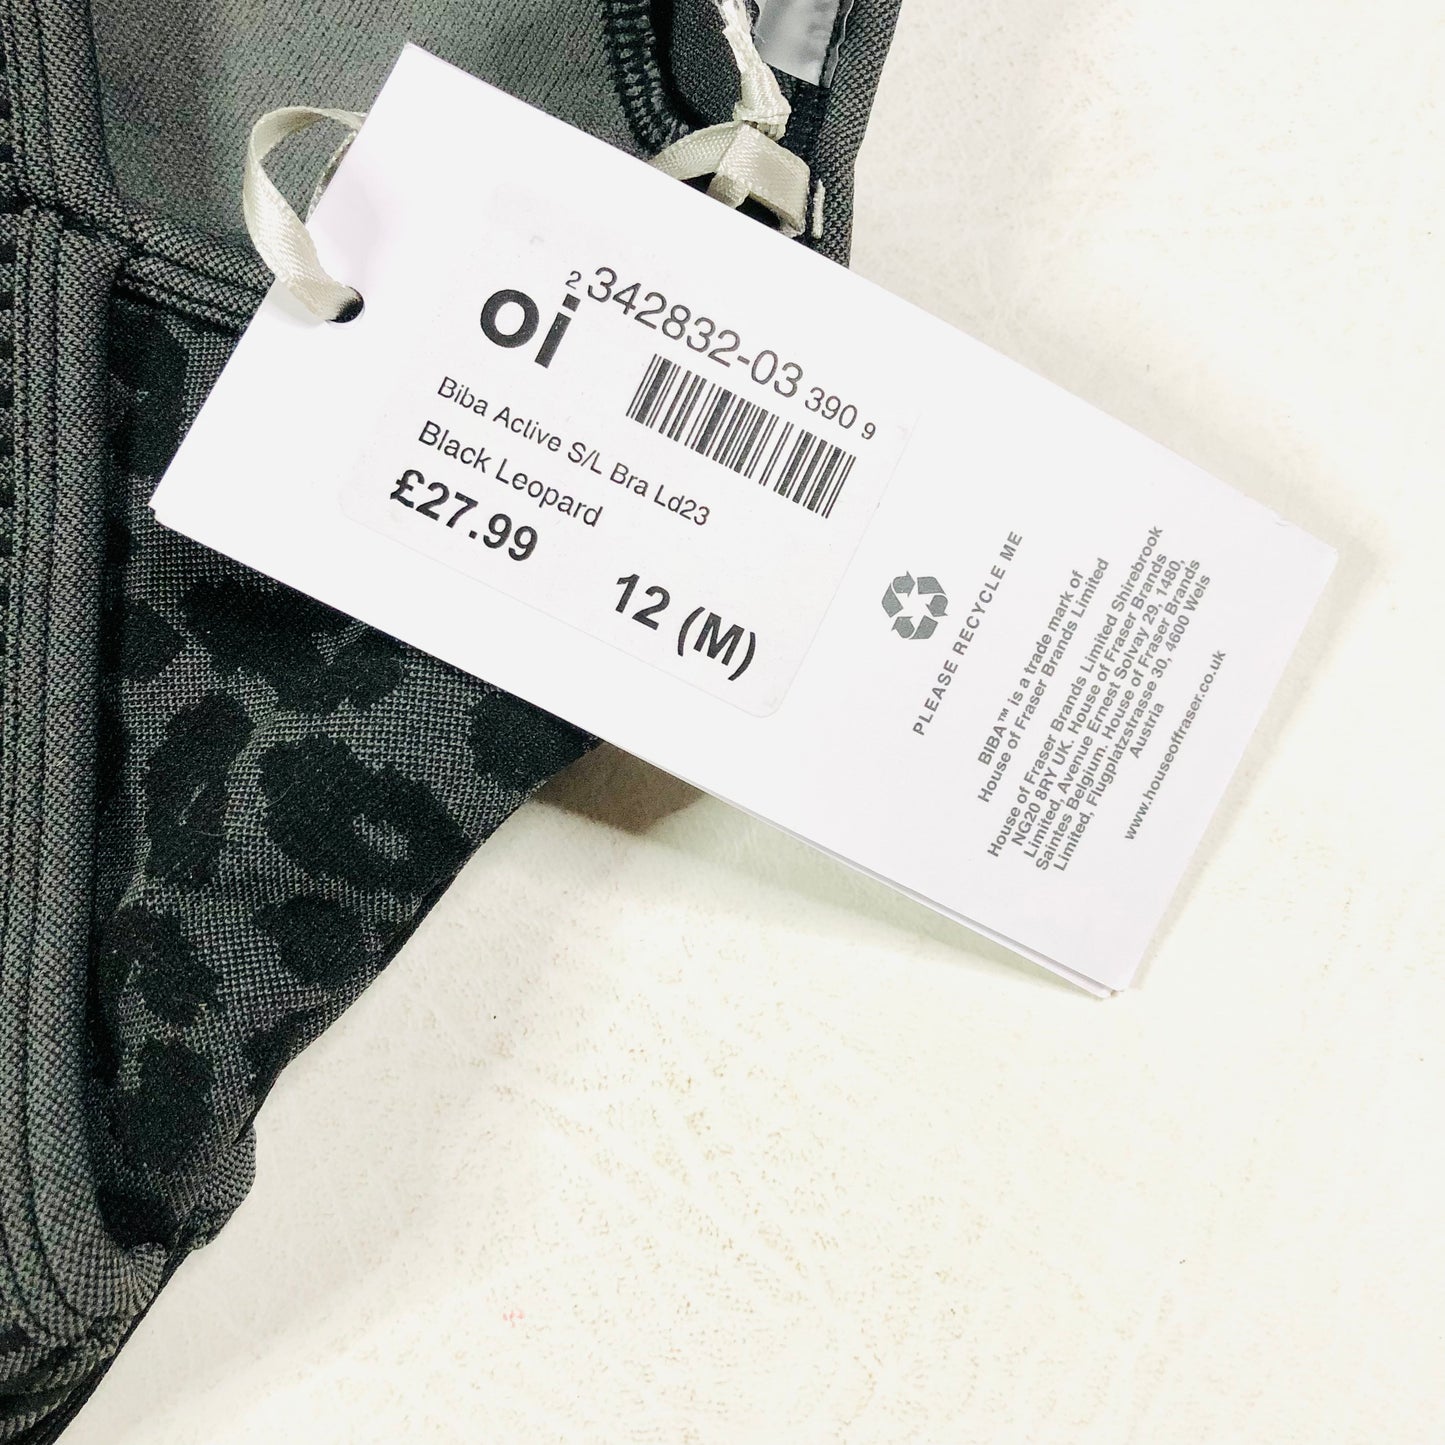 oi
2 342832-03 390 9
Biba Active S/L Bra Ld23
Black Leopard
£27.99
12 (M)
PLEASE RECYCLE ME
BIBA™ is a trade mark of
House of Fraser Brands Limited
House of Fraser Brands Limited Shirebrook
NG20 8RY UK. House of Fraser Brands
Limited, Avenue Ernest Solvay 29, 1480,
Saintes Belgium. House of Fraser Brands
Limited, Flugplatzstrasse 30, 4600 Wels
Austria
www.houseoffraser.co.uk